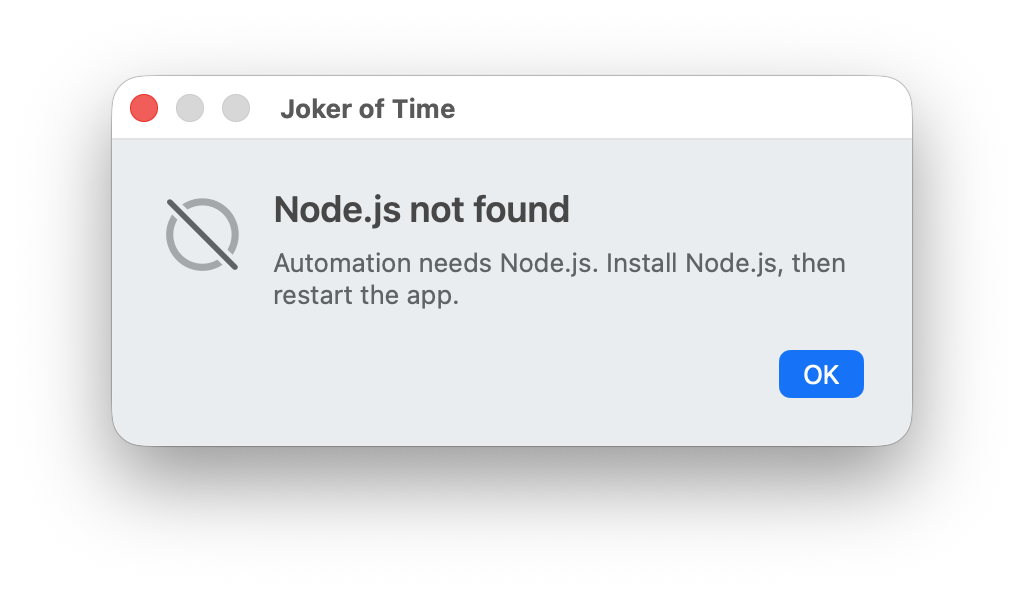 Joker of Time
Node.js not found
Automation needs Node.js. Install Node.js, then
restart the app.
OK